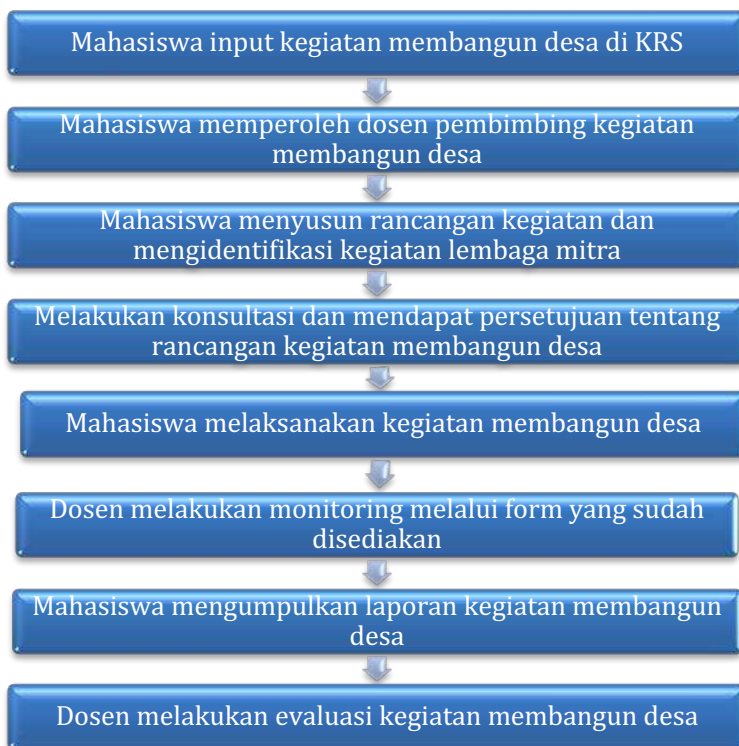 Mahasiswa input kegiatan membangun desa di KRS
Mahasiswa memperoleh dosen pembimbing kegiatan
membangun desa
Mahasiswa menyusun rancangan kegiatan dan
mengidentifikasi kegiatan lembaga mitra
Melakukan konsultasi dan mendapat persetujuan tentang
rancangan kegiatan membangun desa
Mahasiswa melaksanakan kegiatan membangun desa
Dosen melakukan monitoring melalui form yang sudah
disediakan
Mahasiswa mengumpulkan laporan kegiatan membangun
desa
Dosen melakukan evaluasi kegiatan membangun desa